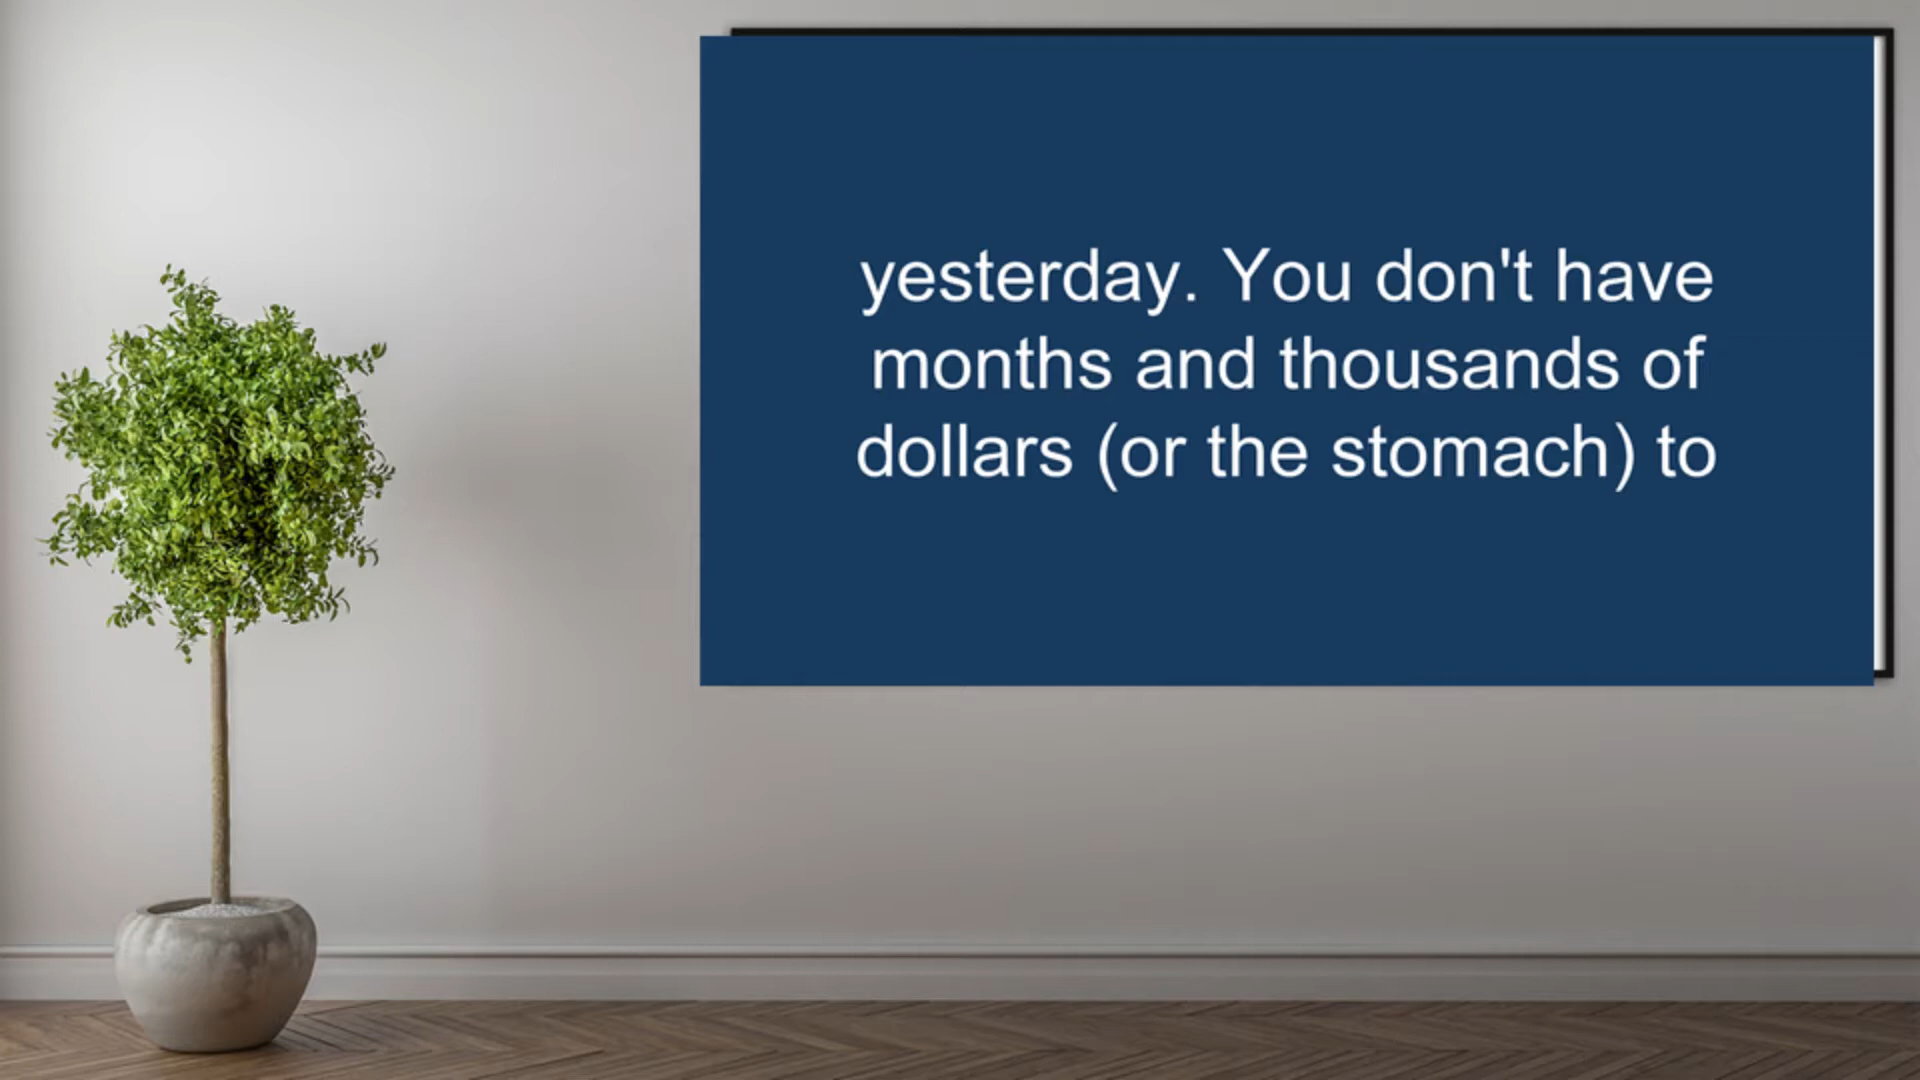 yesterday. You don't have
months and thousands of
dollars (or the stomach) to